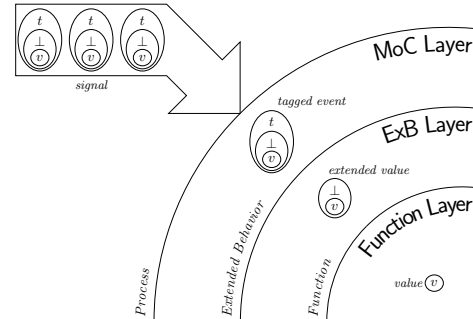 t t t
⊥ ⊥ ⊥
v v v
signal
MoC Layer
tagged event
t
⊥
v
ExB Layer
extended value
⊥
v
Function Layer
value v
Process
Extended Behavior
Function